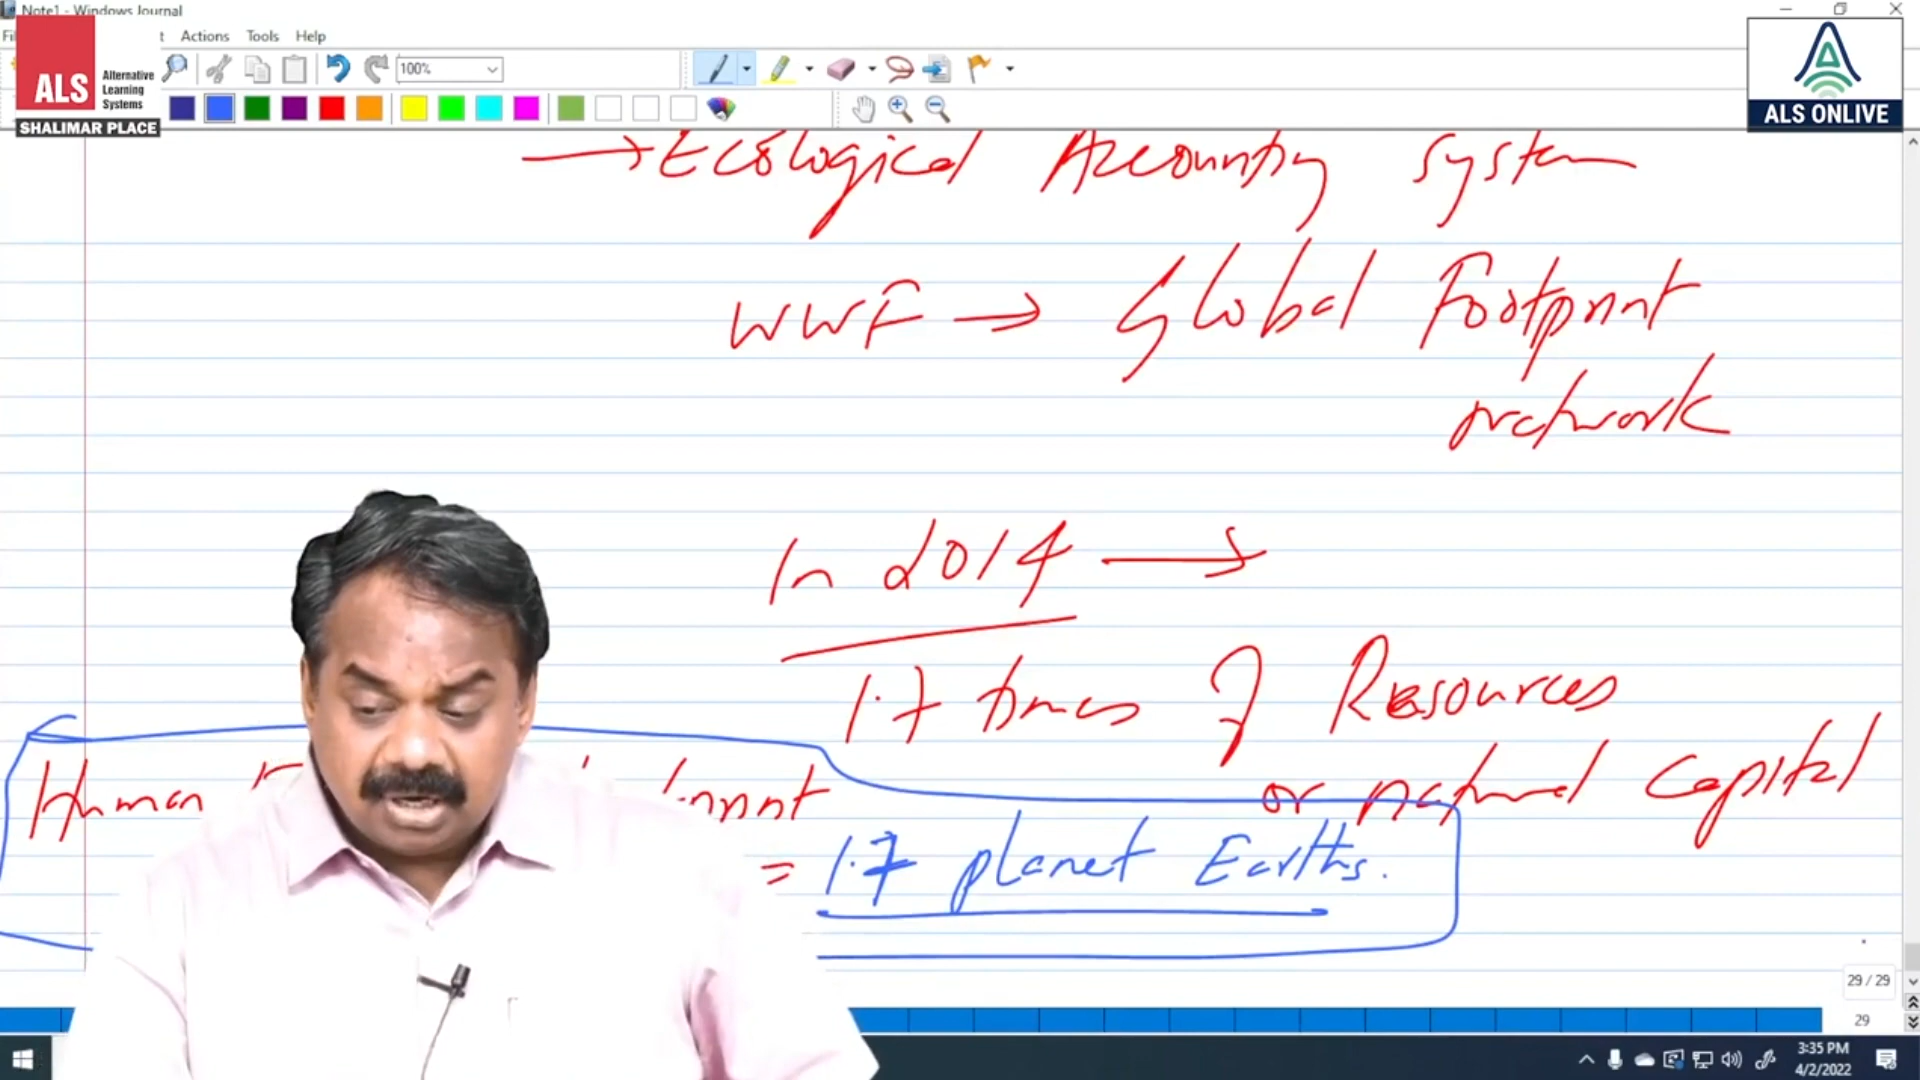 Note1 - Windows Journal
Actions Tools Help
100%
ALS
Alternative
Learning
Systems
SHALIMAR PLACE
ALS ONLIVE
→ Ecological Accounting System
WWF → Global Footprint
network
In 2014 →
1.7 times of Resources
or natural Capital
Human
= 1.7 planet Earths.
29 / 29
29
3:35 PM
4/2/2022